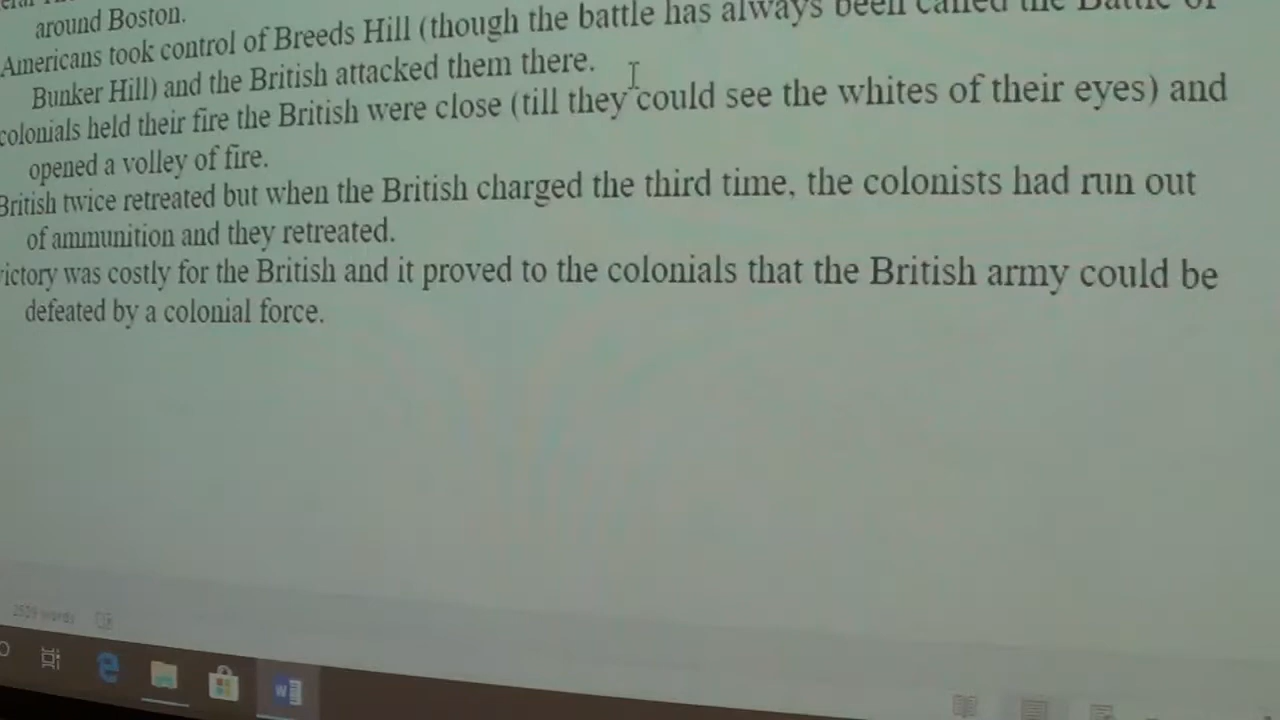 around Boston.
Americans took control of Breeds Hill (though the battle has always been called the Battle of
Bunker Hill) and the British attacked them there.
colonials held their fire the British were close (till they could see the whites of their eyes) and
opened a volley of fire.
British twice retreated but when the British charged the third time, the colonists had run out
of ammunition and they retreated.
victory was costly for the British and it proved to the colonials that the British army could be
defeated by a colonial force.
2529 words